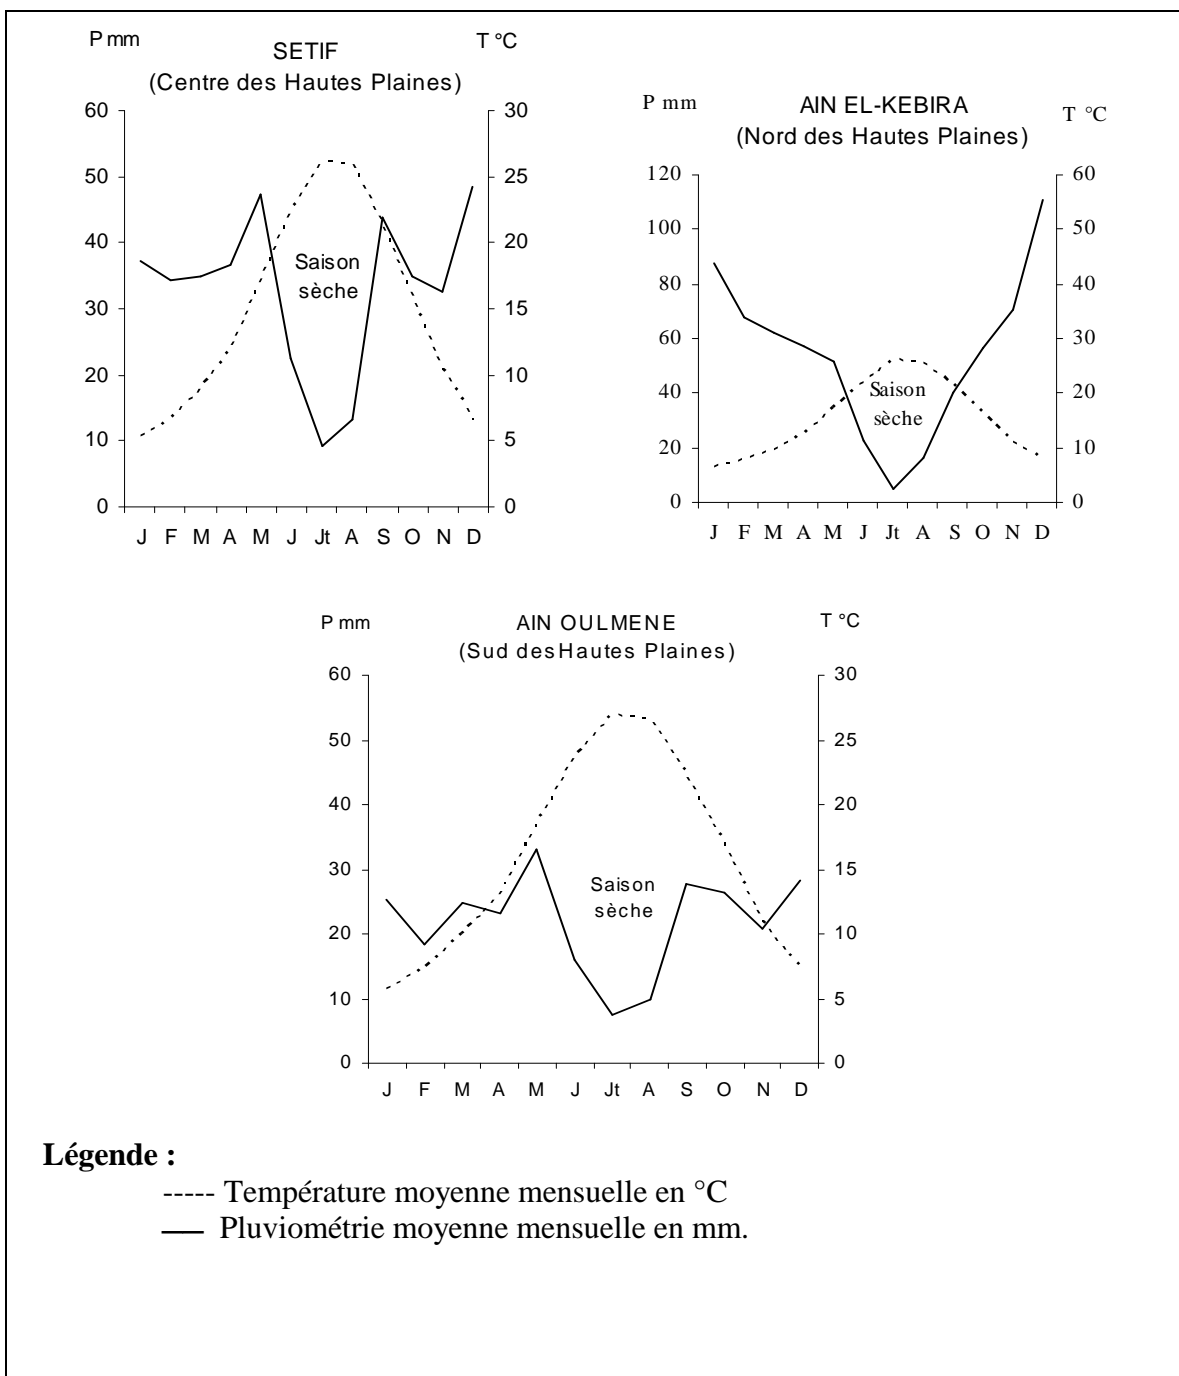 P mm
SETIF
T °C
(Centre des Hautes Plaines)
60
50
40
30
20
10
0
30
25
20
15
10
5
0
Saison
sèche
J F M A M J Jt A S O N D
P mm
AIN EL-KEBIRA
T °C
(Nord des Hautes Plaines)
120
100
80
60
40
20
0
60
50
40
30
20
10
0
Saison
sèche
J F M A M J Jt A S O N D
P mm
AIN OULMENE
T °C
(Sud des Hautes Plaines)
60
50
40
30
20
10
0
30
25
20
15
10
5
0
Saison
sèche
J F M A M J Jt A S O N D
Légende :
----- Température moyenne mensuelle en °C
— Pluviométrie moyenne mensuelle en mm.